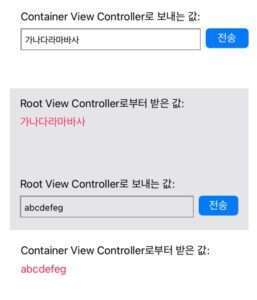 Container View Controller로 보내는 값:
가나다라마바사 전송
Root View Controller로부터 받은 값:
가나다라마바사
Root View Controller로 보내는 값:
abcdefeg 전송
Container View Controller로부터 받은 값:
abcdefeg